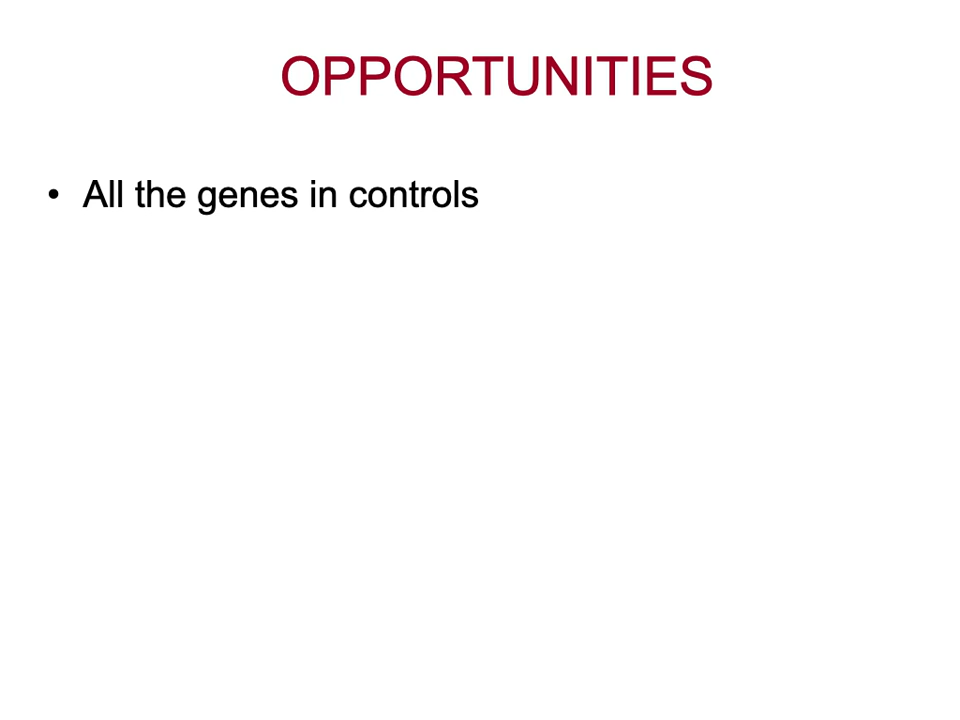 OPPORTUNITIES
• All the genes in controls